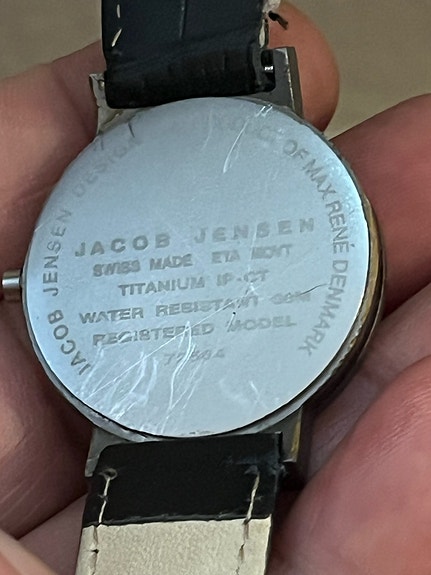 JACOB JENSEN DESIGN
OF MAX RENÉ DENMARK
JACOB JENSEN
SWISS MADE ETA MOVT
TITANIUM IP-CT
WATER RESISTANT
REGISTERED MODEL